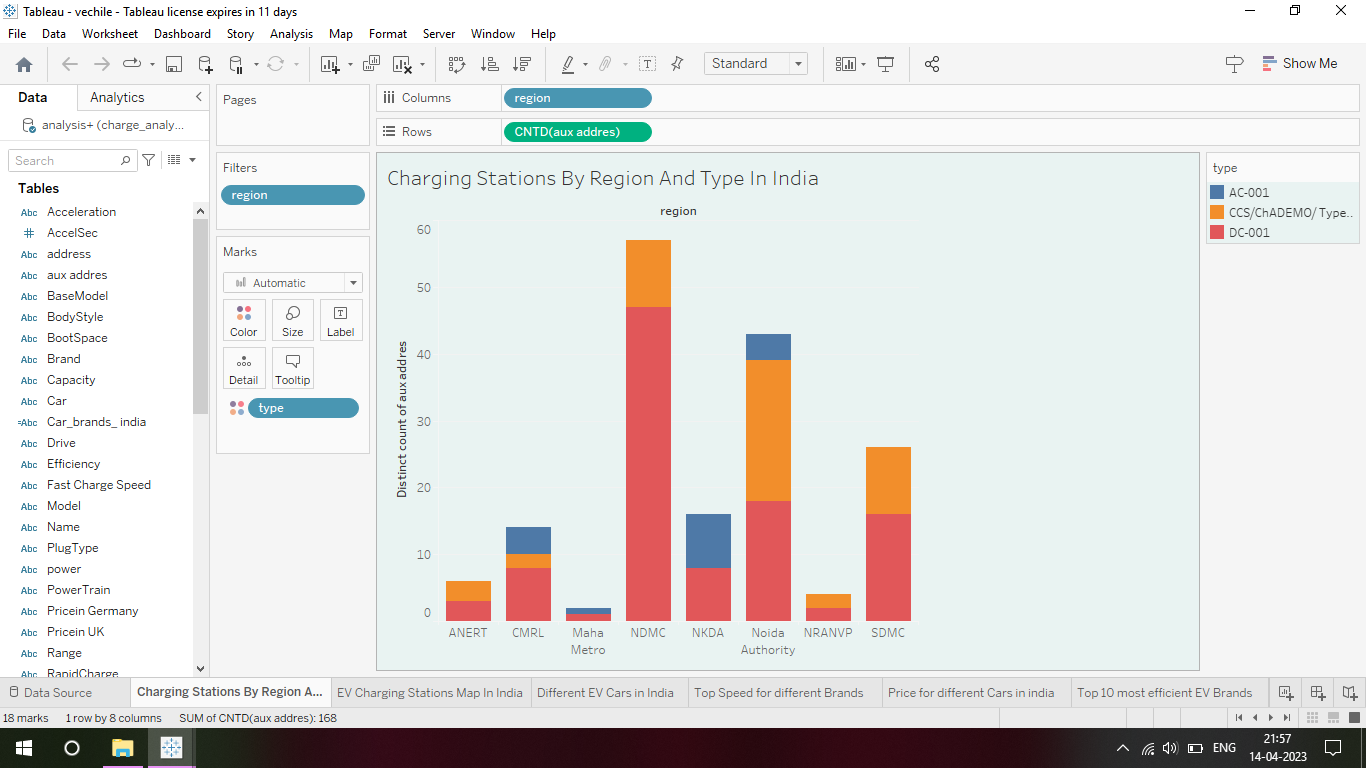 Tableau - vechile - Tableau license expires in 11 days
File Data Worksheet Dashboard Story Analysis Map Format Server Window Help
Standard
Show Me
Data Analytics
analysis+ (charge_analy...
Search
Tables
Abc Acceleration
# AccelSec
Abc address
Abc aux addres
Abc BaseModel
Abc BodyStyle
Abc BootSpace
Abc Brand
Abc Capacity
Abc Car
=Abc Car_brands_ india
Abc Drive
Abc Efficiency
Abc Fast Charge Speed
Abc Model
Abc Name
Abc PlugType
Abc power
Abc PowerTrain
Abc Pricein Germany
Abc Pricein UK
Abc Range
Abc RapidCharge
Pages
Filters
region
Marks
Automatic
Color Size Label
Detail Tooltip
type
Columns region
Rows CNTD(aux addres)
Charging Stations By Region And Type In India
region
Distinct count of aux addres
60
50
40
30
20
10
0
ANERT CMRL Maha Metro NDMC NKDA Noida Authority NRANVP SDMC
type
AC-001
CCS/ChADEMO/ Type..
DC-001
Data Source Charging Stations By Region A... EV Charging Stations Map In India Different EV Cars in India Top Speed for different Brands Price for different Cars in india Top 10 most efficient EV Brands
18 marks 1 row by 8 columns SUM of CNTD(aux addres): 168
ENG
21:57
14-04-2023